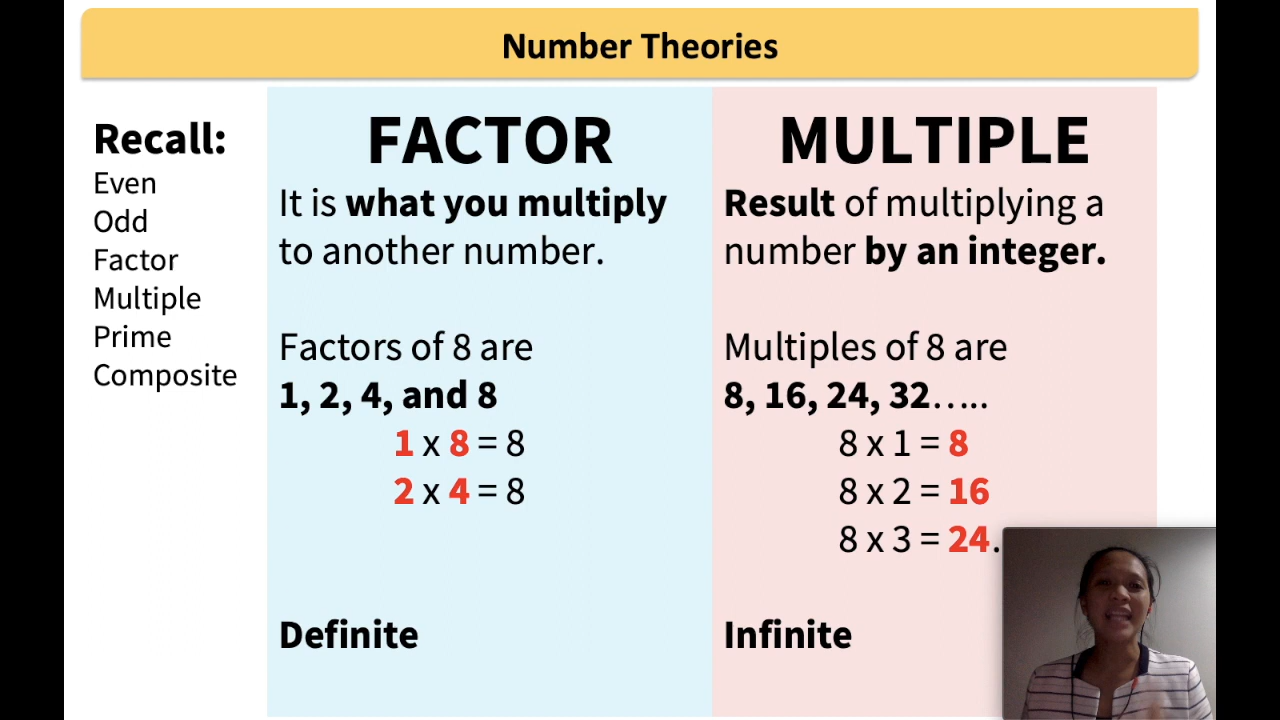 Number Theories
Recall:
Even
Odd
Factor
Multiple
Prime
Composite
FACTOR
It is what you multiply
to another number.
Factors of 8 are
1, 2, 4, and 8
1 x 8 = 8
2 x 4 = 8
Definite
MULTIPLE
Result of multiplying a
number by an integer.
Multiples of 8 are
8, 16, 24, 32…..
8 x 1 = 8
8 x 2 = 16
8 x 3 = 24.
Infinite